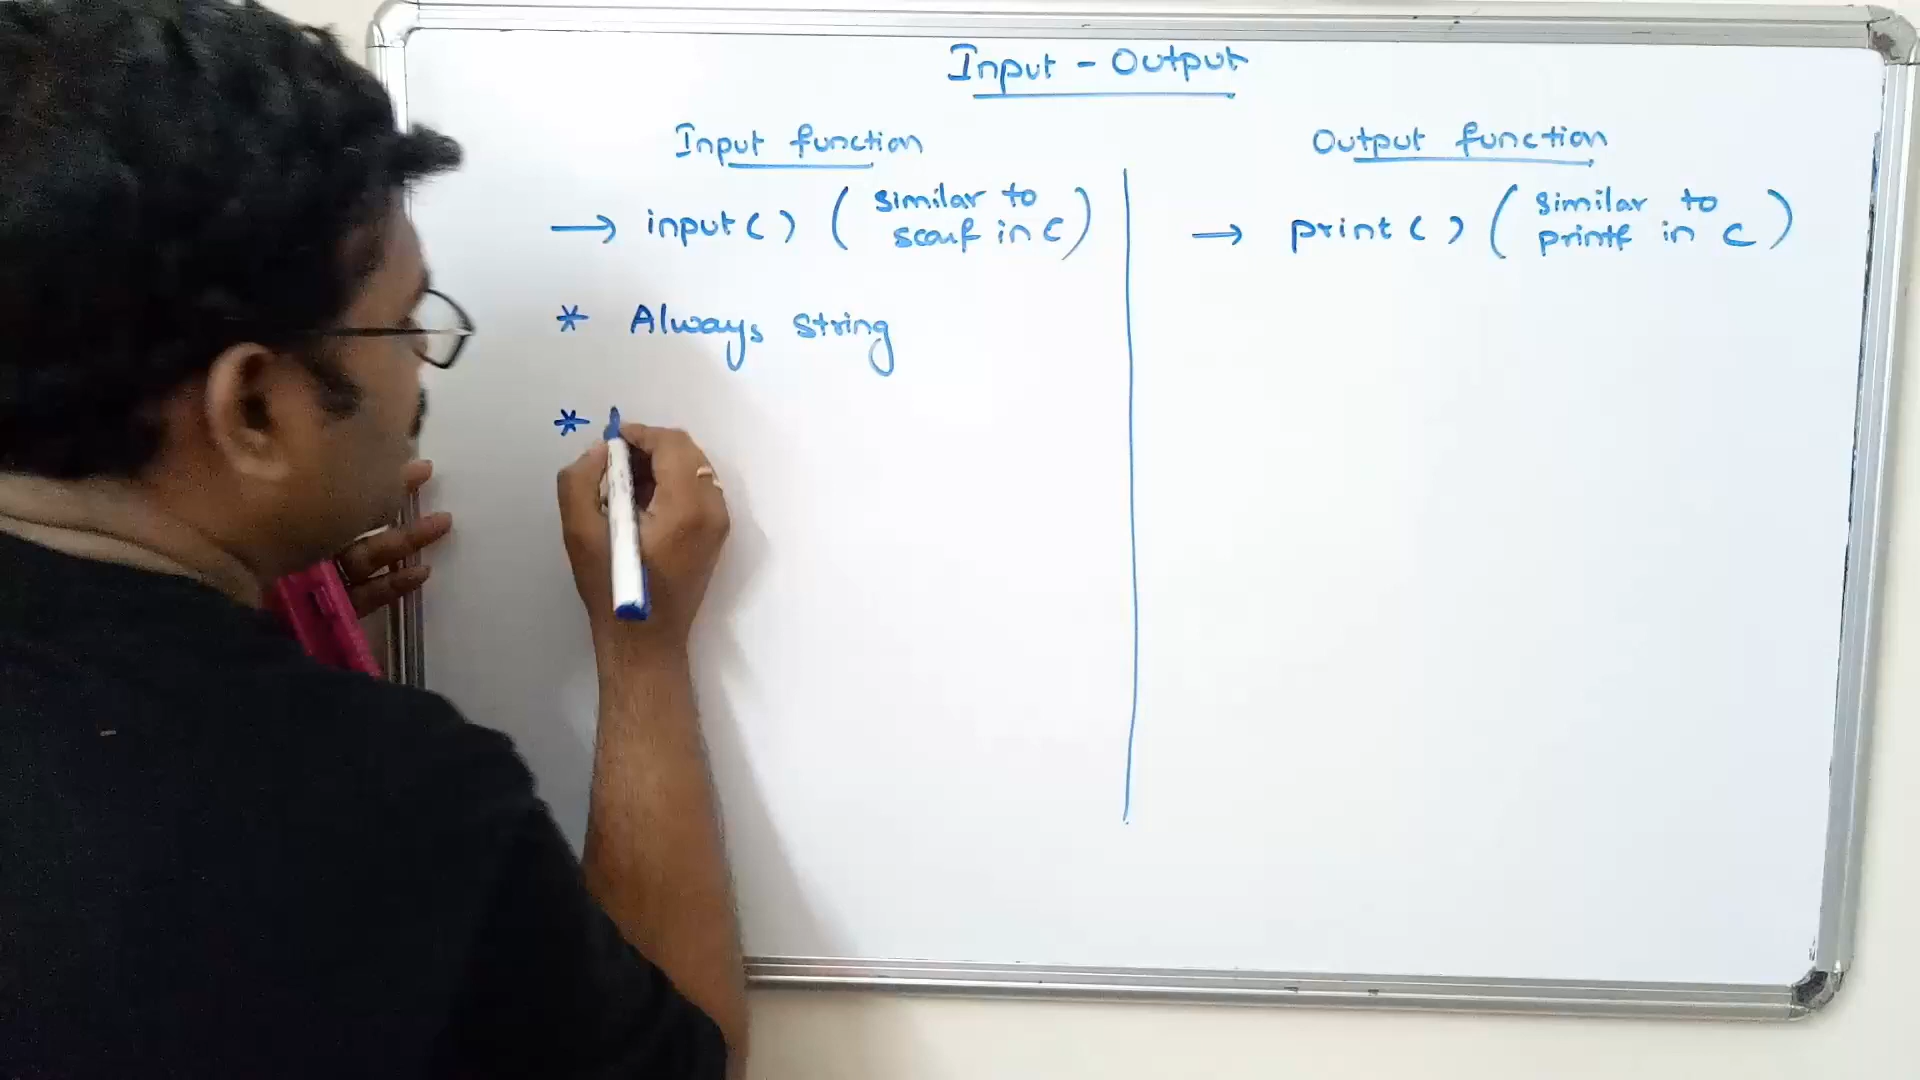 Input - Output
Input function
→ input() (similar to
scanf in C)
* Always string
*
Output function
→ print() (similar to
printf in C)